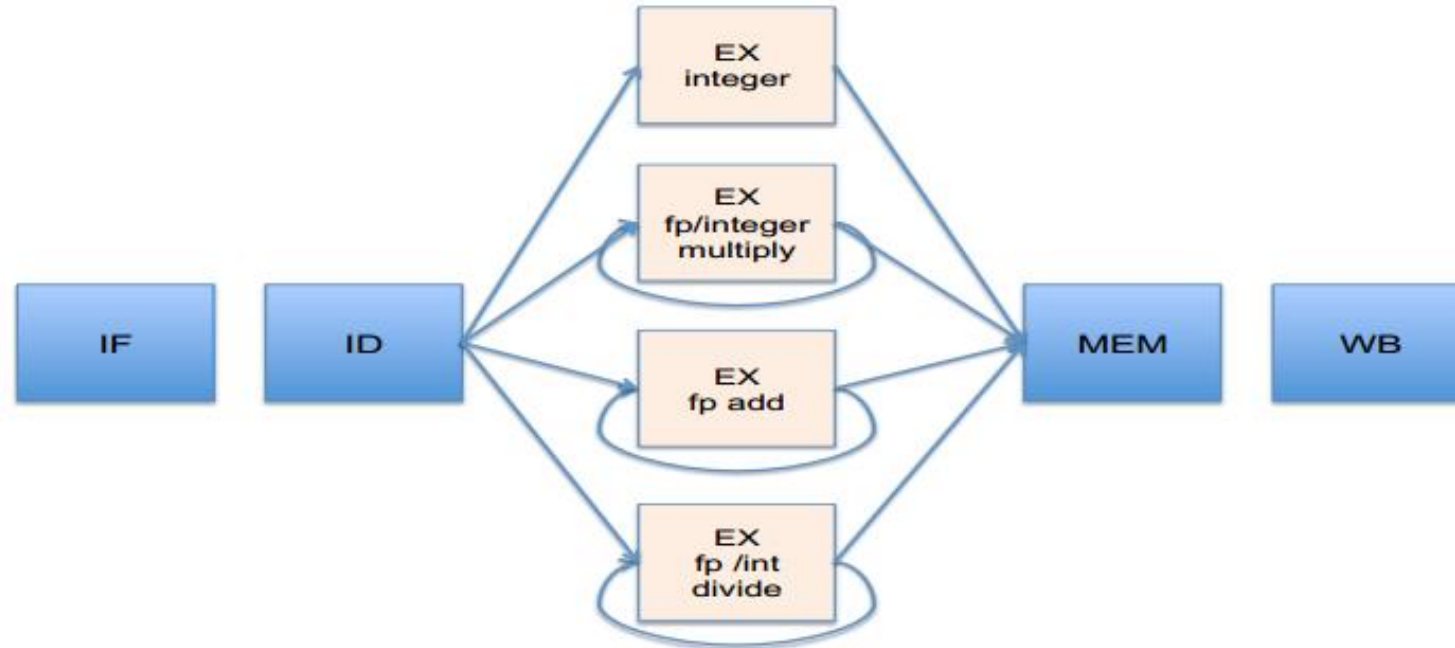 IF
ID
EX
integer
EX
fp/integer
multiply
EX
fp add
EX
fp /int
divide
MEM
WB